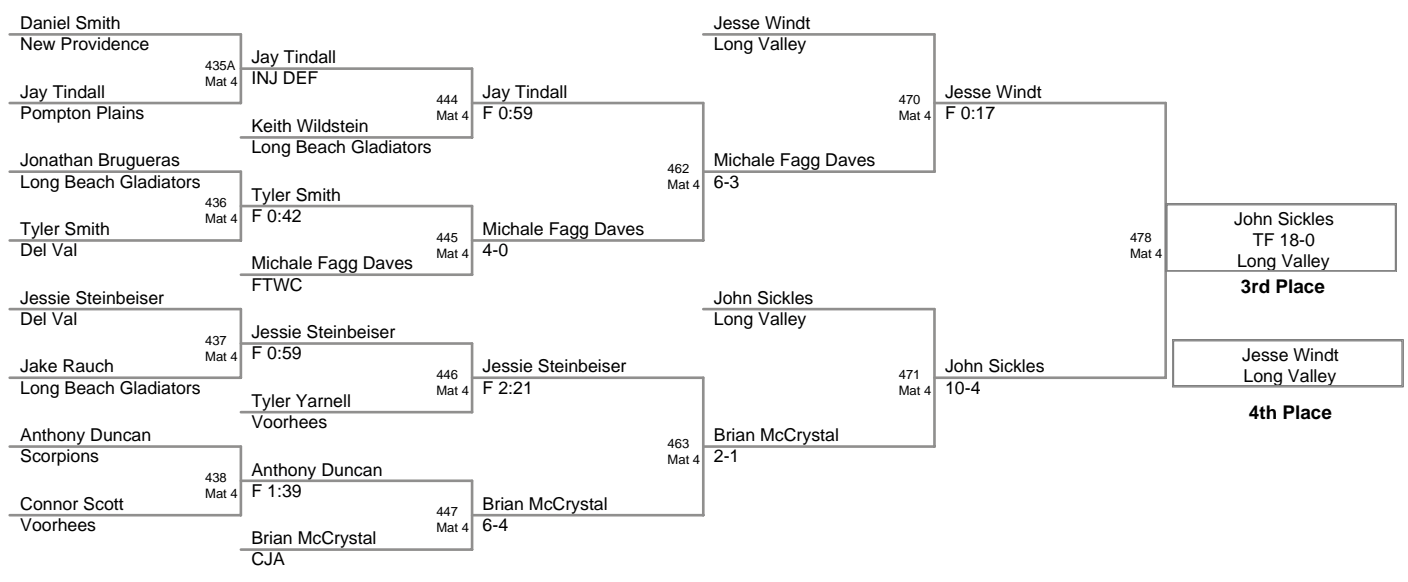 Daniel Smith
New Providence
435A
Mat 4
Jay Tindall
Pompton Plains
Jonathan Brugueras
Long Beach Gladiators
436
Mat 4
Tyler Smith
Del Val
Jessie Steinbeiser
Del Val
437
Mat 4
Jake Rauch
Long Beach Gladiators
Anthony Duncan
Scorpions
438
Mat 4
Connor Scott
Voorhees
Jay Tindall
INJ DEF
444
Mat 4
Keith Wildstein
Long Beach Gladiators
Tyler Smith
F 0:42
445
Mat 4
Michale Fagg Daves
FTWC
Jessie Steinbeiser
F 0:59
446
Mat 4
Tyler Yarnell
Voorhees
Anthony Duncan
F 1:39
447
Mat 4
Brian McCrystal
CJA
Jay Tindall
F 0:59
462
Mat 4
Michale Fagg Daves
4-0
Jessie Steinbeiser
F 2:21
463
Mat 4
Brian McCrystal
6-4
Jesse Windt
Long Valley
470
Mat 4
Michale Fagg Daves
6-3
John Sickles
Long Valley
471
Mat 4
Brian McCrystal
2-1
Jesse Windt
F 0:17
478
Mat 4
John Sickles
10-4
John Sickles
TF 18-0
Long Valley
3rd Place
Jesse Windt
Long Valley
4th Place